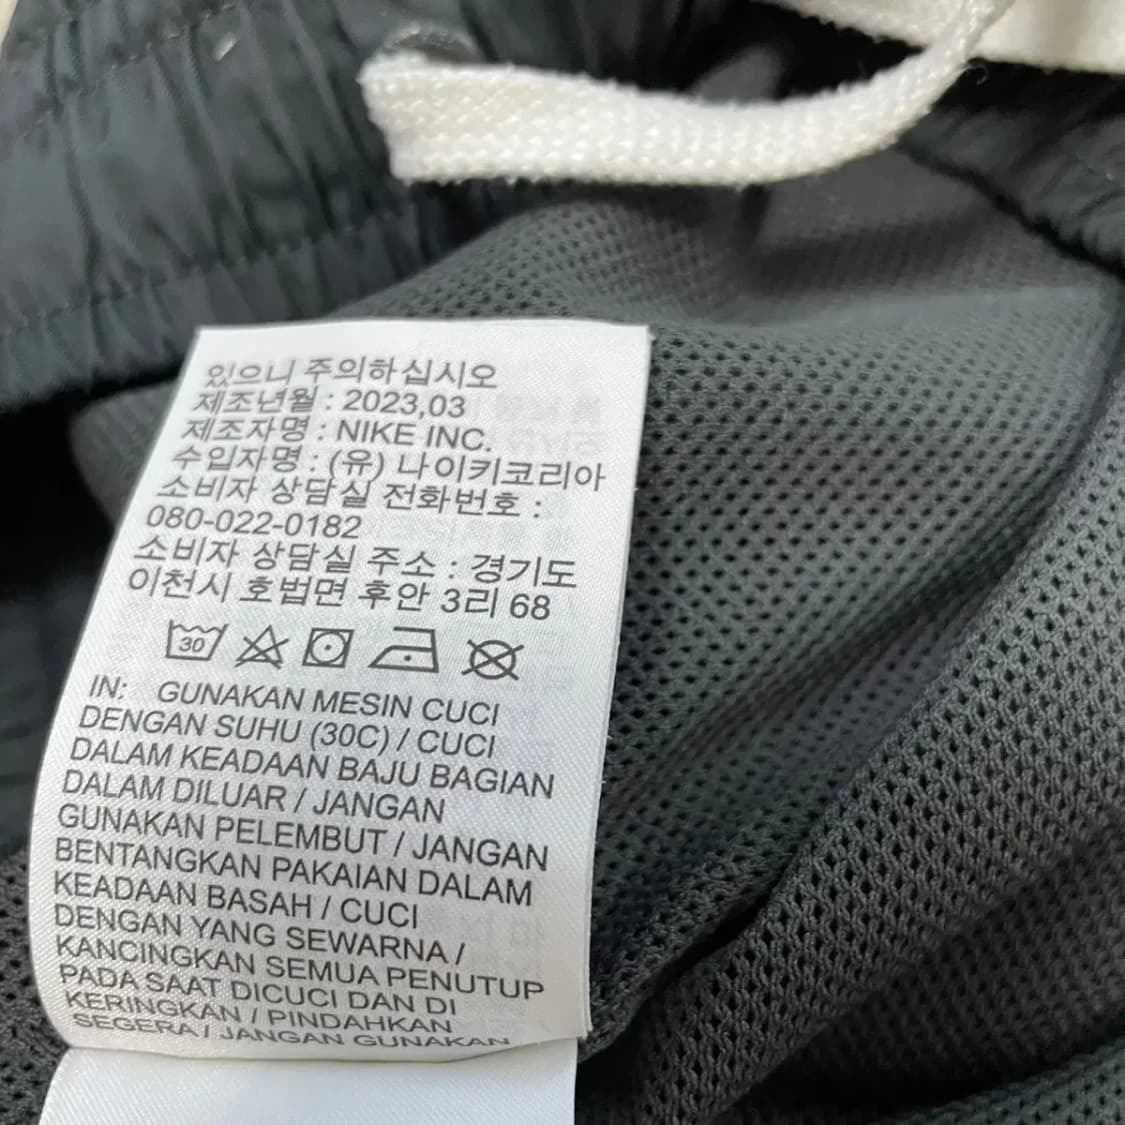 있으니 주의하십시오
제조년월 : 2023,03
제조자명 : NIKE INC.
수입자명 : (유) 나이키코리아
소비자 상담실 전화번호 :
080-022-0182
소비자 상담실 주소 : 경기도
이천시 호법면 후안 3리 68
30
IN: GUNAKAN MESIN CUCI
DENGAN SUHU (30C) / CUCI
DALAM KEADAAN BAJU BAGIAN
DALAM DILUAR / JANGAN
GUNAKAN PELEMBUT / JANGAN
BENTANGKAN PAKAIAN DALAM
KEADAAN BASAH / CUCI
DENGAN YANG SEWARNA /
KANCINGKAN SEMUA PENUTUP
PADA SAAT DICUCI DAN DI
KERINGKAN / PINDAHKAN
SEGERA / JANGAN GUNAKAN